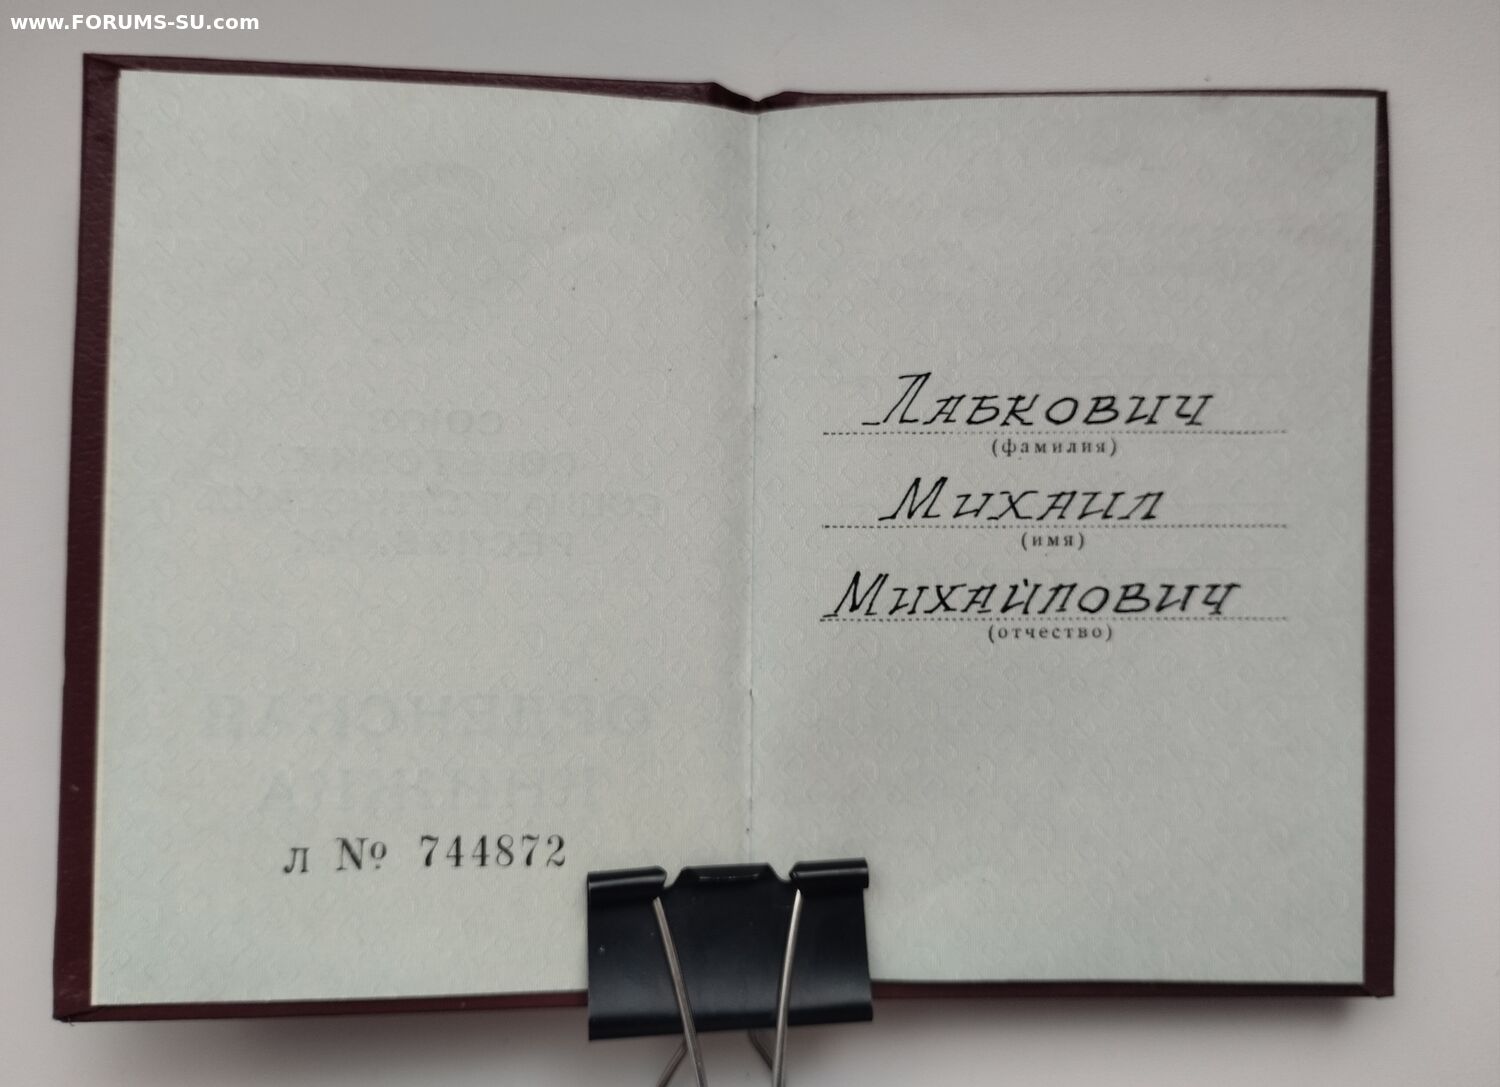 www.FORUMS-SU.com
л № 744872
Лабкович
(фамилия)
Михаил
(имя)
Михайлович
(отчество)